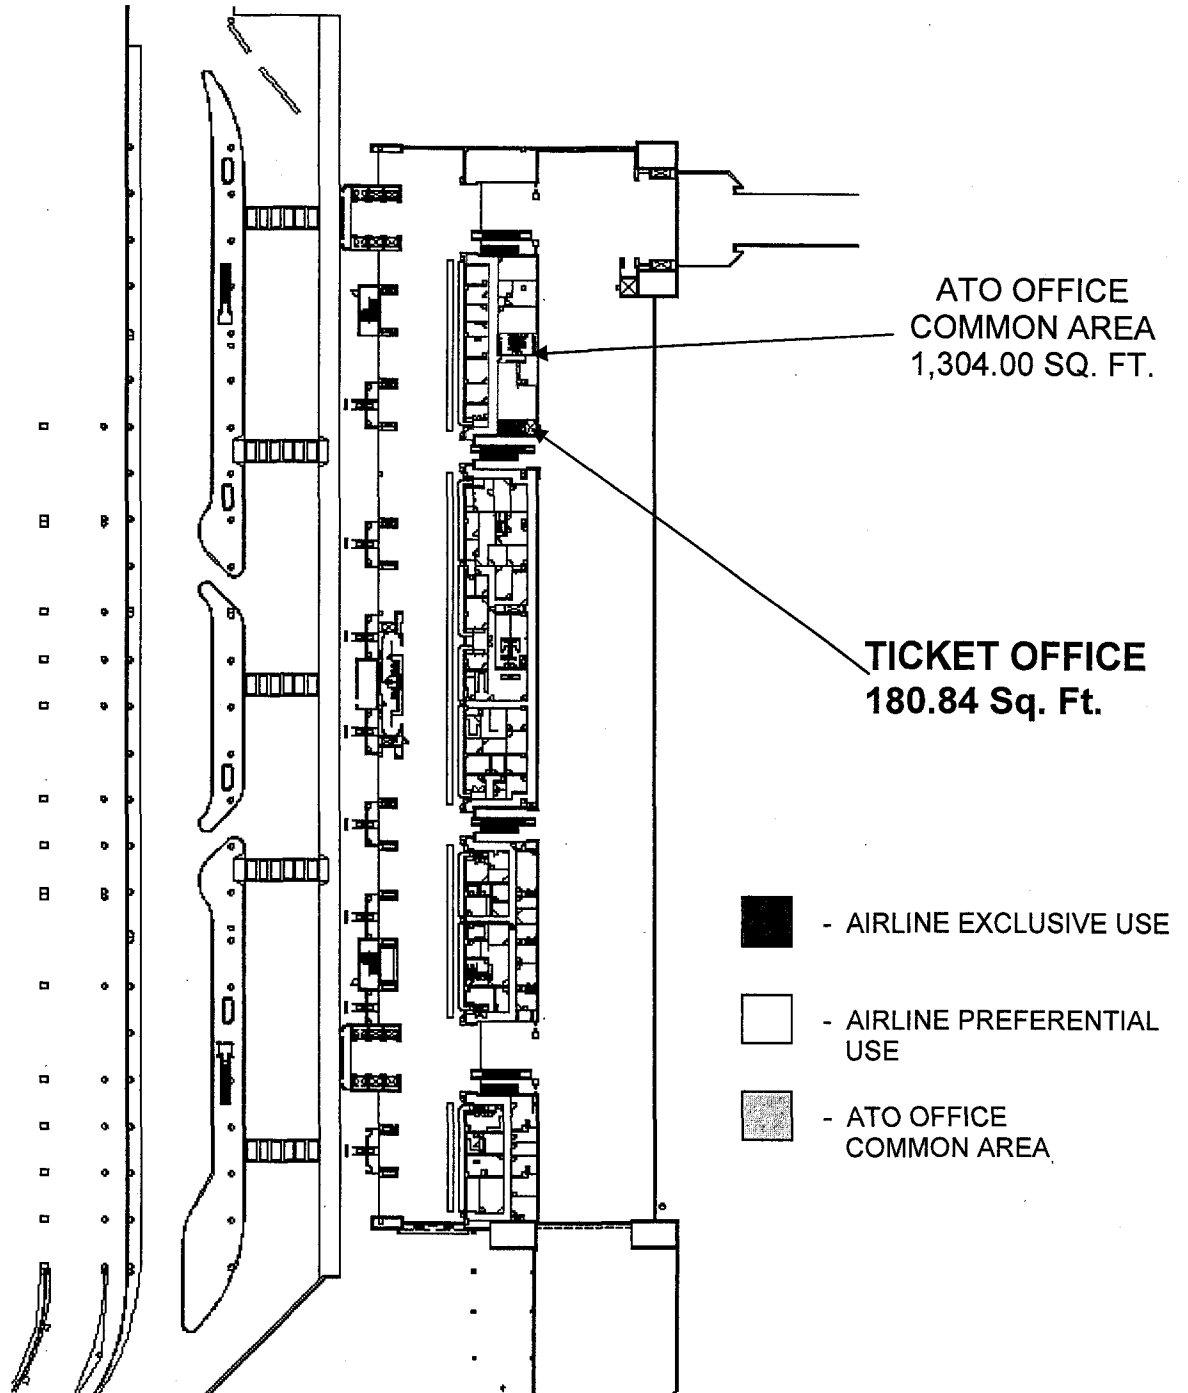 ATO OFFICE
COMMON AREA
1,304.00 SQ. FT.
TICKET OFFICE
180.84 Sq. Ft.
- AIRLINE EXCLUSIVE USE
- AIRLINE PREFERENTIAL
USE
- ATO OFFICE
COMMON AREA